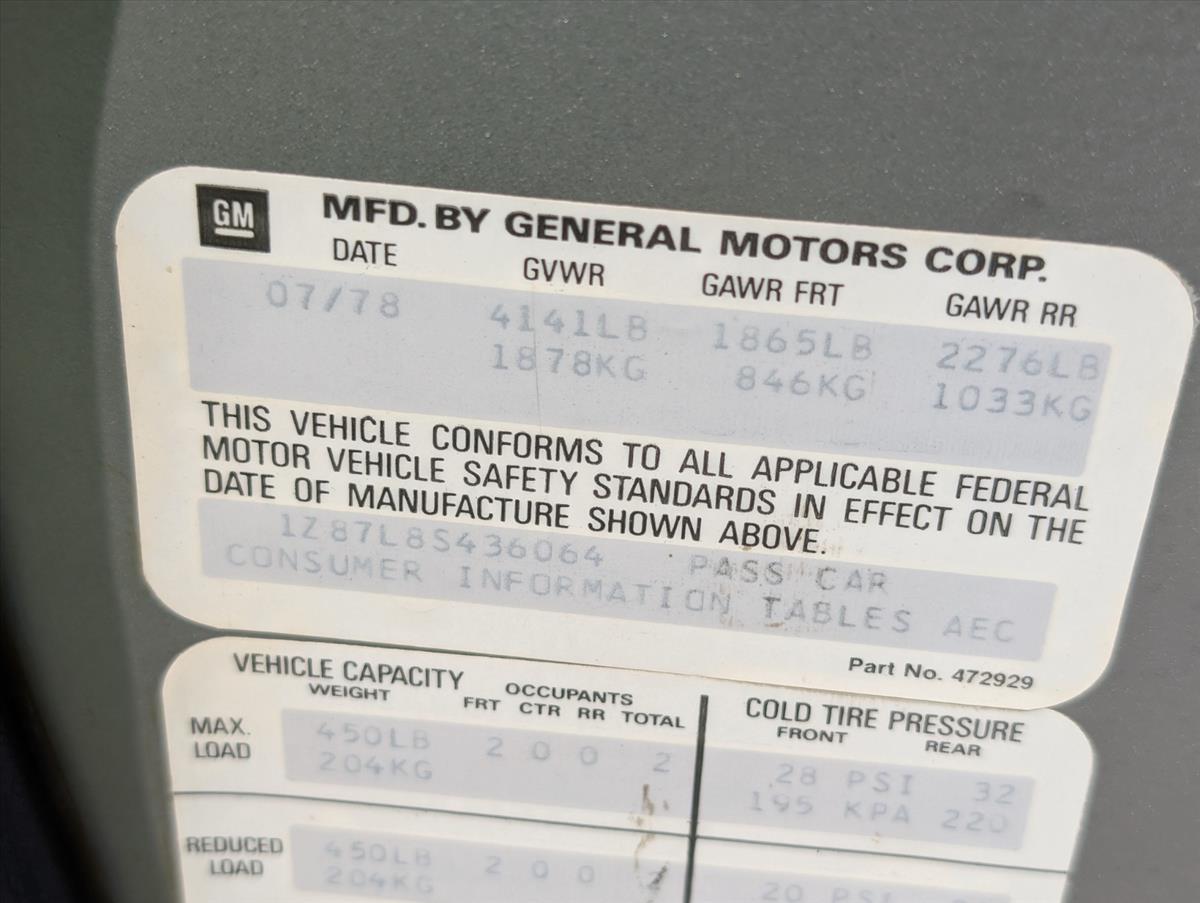 GM
MFD. BY GENERAL MOTORS CORP.
DATE GVWR GAWR FRT GAWR RR
07/78 4141LB 1865LB 2276LB
1878KG 846KG 1033KG
THIS VEHICLE CONFORMS TO ALL APPLICABLE FEDERAL
MOTOR VEHICLE SAFETY STANDARDS IN EFFECT ON THE
DATE OF MANUFACTURE SHOWN ABOVE.
1Z87L8S436064 PASS CAR
CONSUMER INFORMATION TABLES AEC
Part No. 472929
VEHICLE CAPACITY COLD TIRE PRESSURE
WEIGHT OCCUPANTS FRONT REAR
FRT CTR RR TOTAL
MAX. LOAD 450LB 2 0 0 2 28 PSI 32
204KG 195 KPA 220
REDUCED LOAD 450LB 2 0 0 20 PSI
204KG